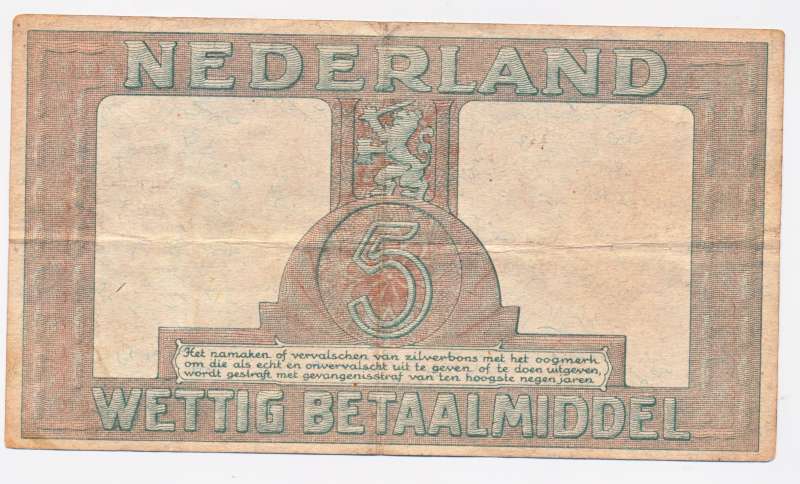 NEDERLAND
5
Het namaken of vervalschen van zilverbons met het oogmerk
om die als echt en onvervalscht uit te geven of te doen uitgeven,
wordt gestraft met gevangenisstraf van ten hoogste negen jaren.
WETTIG BETAALMIDDEL